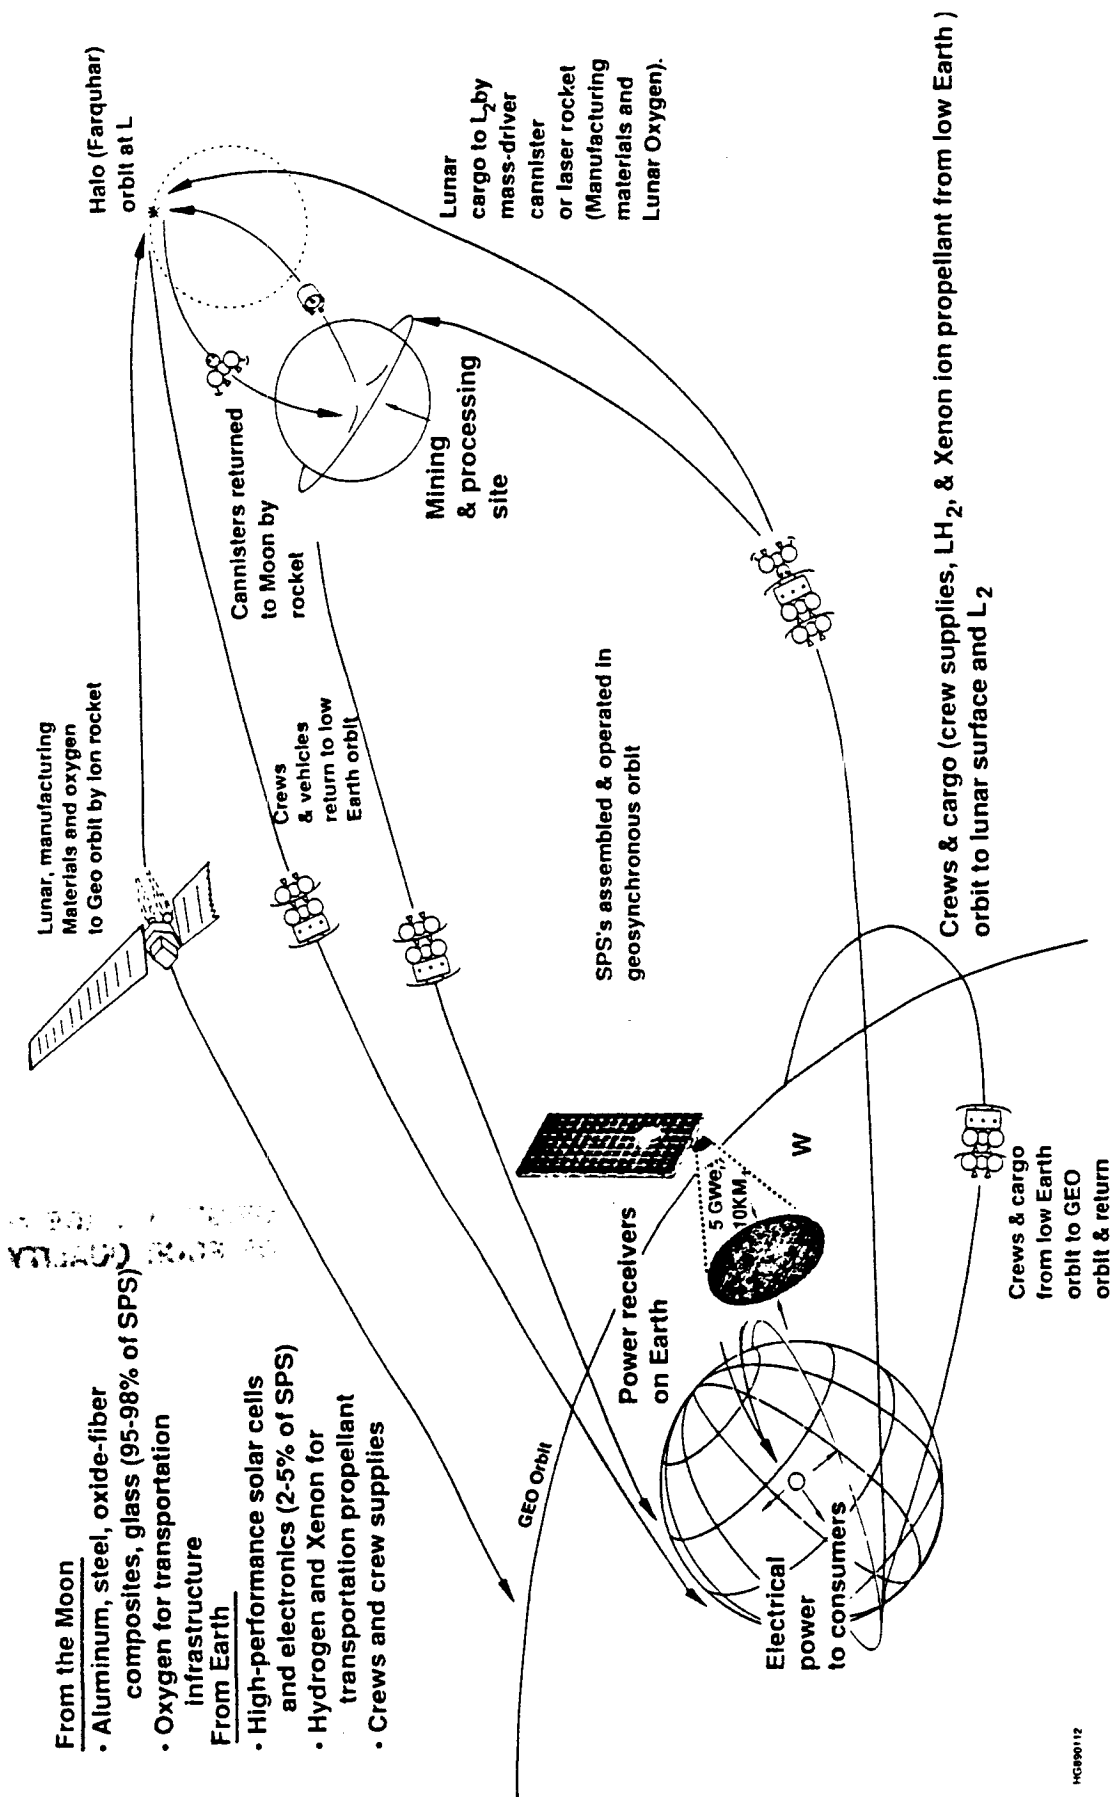 From the Moon
• Aluminum, steel, oxide-fiber
composites, glass (95-98% of SPS)
• Oxygen for transportation
infrastructure
From Earth
• High-performance solar cells
and electronics (2-5% of SPS)
• Hydrogen and Xenon for
transportation propellant
• Crews and crew supplies
Lunar, manufacturing
Materials and oxygen
to Geo orbit by ion rocket
Halo (Farquhar)
orbit at L
Cannisters returned
to Moon by
rocket
Crews
& vehicles
return to low
Earth orbit
Mining
& processing
site
Lunar
cargo to L2 by
mass-driver
cannister
or laser rocket
(Manufacturing
materials and
Lunar Oxygen).
GEO Orbit
SPS's assembled & operated in
geosynchronous orbit
Power receivers
on Earth
5 Gwe,
10KM
W
Electrical
power
to consumers
Crews & cargo
from low Earth
orbit to GEO
orbit & return
Crews & cargo (crew supplies, LH2, & Xenon ion propellant from low Earth )
orbit to lunar surface and L2
HG890112